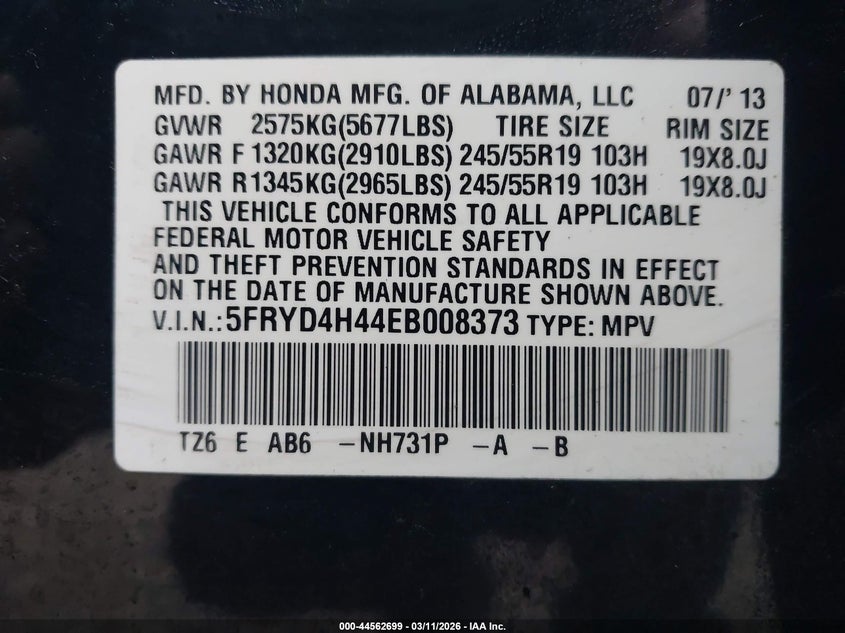 MFD. BY HONDA MFG. OF ALABAMA, LLC 07/' 13
GVWR 2575KG(5677LBS) TIRE SIZE RIM SIZE
GAWR F 1320KG(2910LBS) 245/55R19 103H 19X8.0J
GAWR R1345KG(2965LBS) 245/55R19 103H 19X8.0J
THIS VEHICLE CONFORMS TO ALL APPLICABLE
FEDERAL MOTOR VEHICLE SAFETY
AND THEFT PREVENTION STANDARDS IN EFFECT
ON THE DATE OF MANUFACTURE SHOWN ABOVE.
V.I.N.:5FRYD4H44EB008373 TYPE: MPV
TZ6 E AB6 -NH731P -A -B
000-44562699 - 03/11/2026 - IAA Inc.